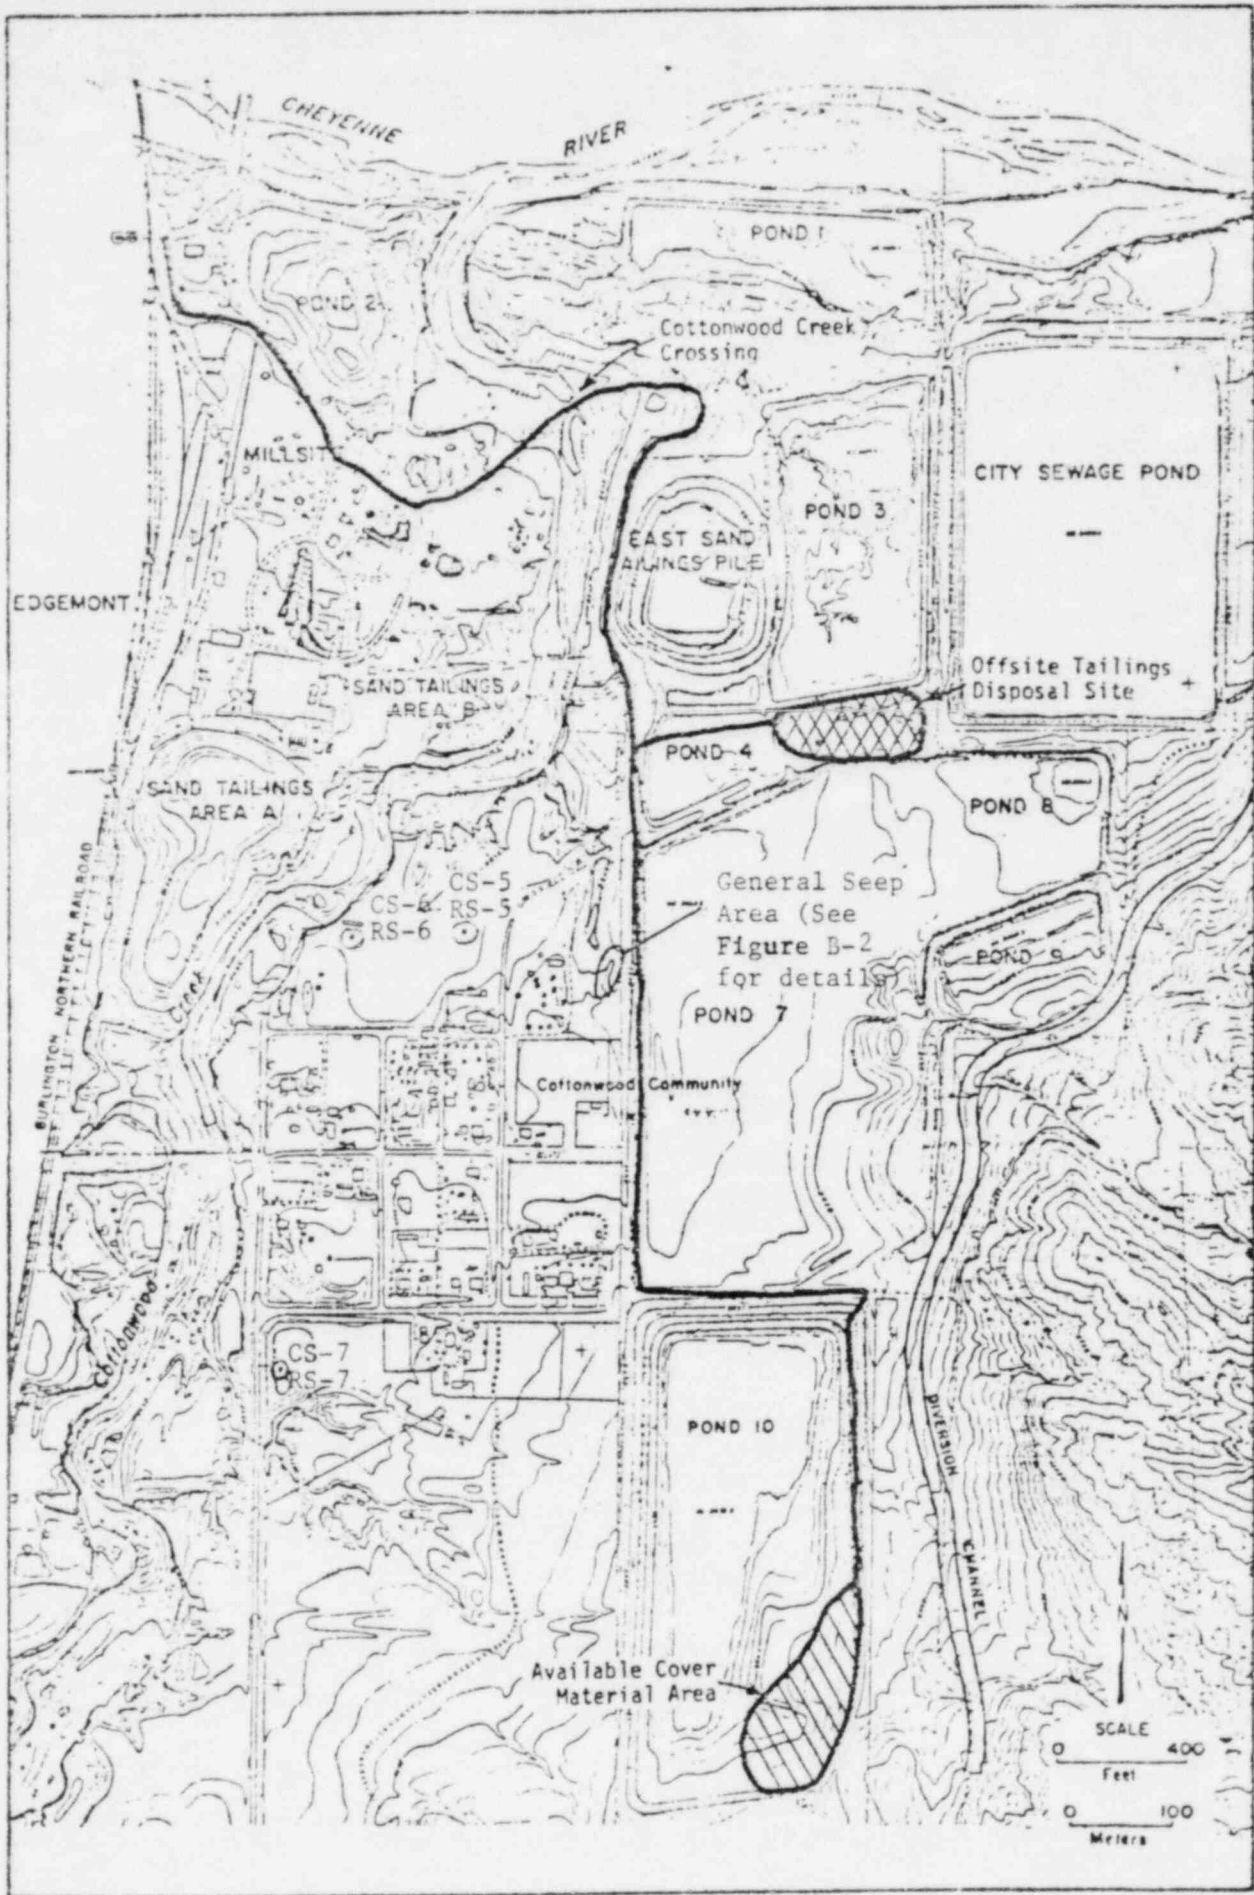 CHEYENNE
RIVER
POND 1
POND 2
Cottonwood Creek
Crossing
MILLSITE
CITY SEWAGE POND
POND 3
EAST SAND
AILINGS PILE
EDGEMONT
Offsite Tailings
Disposal Site
SAND TAILINGS
AREA B
POND 4
SAND TAILINGS
AREA A
POND 8
BURLINGTON NORTHERN RAILROAD
General Seep
Area (See
Figure B-2
for details)
CS-5
RS-5
RS-6
POND 9
Creek
POND 7
Cottonwood Community
Cottonwood
CS-7
RS-7
POND 10
DIVERSION
CHANNEL
N
Available Cover
Material Area
SCALE
0 400
Feet
0 100
Meters